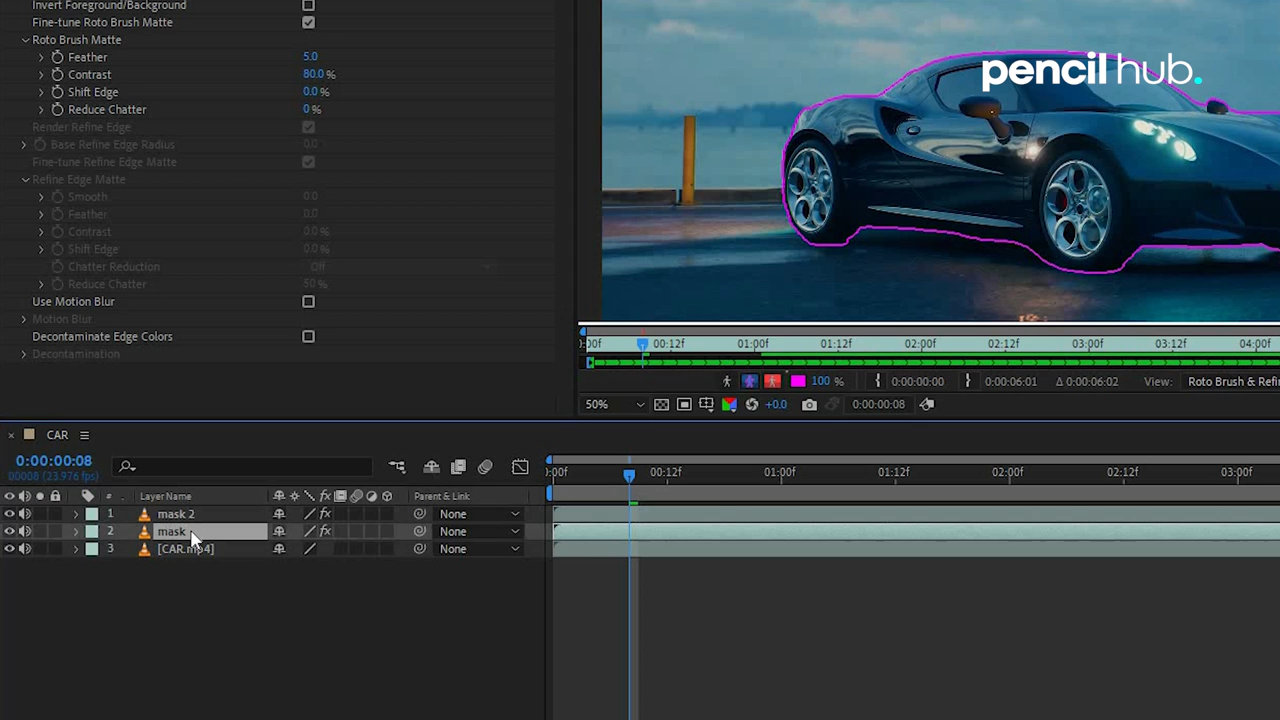 Invert Foreground/Background
Fine-tune Roto Brush Matte
Roto Brush Matte
Feather 5.0
Contrast 80.0 %
Shift Edge 0.0 %
Reduce Chatter 0 %
Render Refine Edge
Base Refine Edge Radius 0.0
Fine-tune Refine Edge Matte
Refine Edge Matte
Smooth 0.0
Feather 0.0
Contrast 0.0 %
Shift Edge 0.0 %
Chatter Reduction Off
Reduce Chatter 50 %
Use Motion Blur
Motion Blur
Decontaminate Edge Colors
Decontamination
pencil hub.
:00f 00:12f 01:00f 01:12f 02:00f 02:12f 03:00f 03:12f 04:00f
100 % 0:00:00:00 0:00:06:01 Δ 0:00:06:02 View: Roto Brush & Refin
50% +0.0 0:00:00:08
× CAR
0:00:00:08
00008 (23.976 fps)
:00f 00:12f 01:00f 01:12f 02:00f 02:12f 03:00f
# Layer Name fx Parent & Link
1 mask 2 fx None
2 mask fx None
3 [CAR.mp4] None